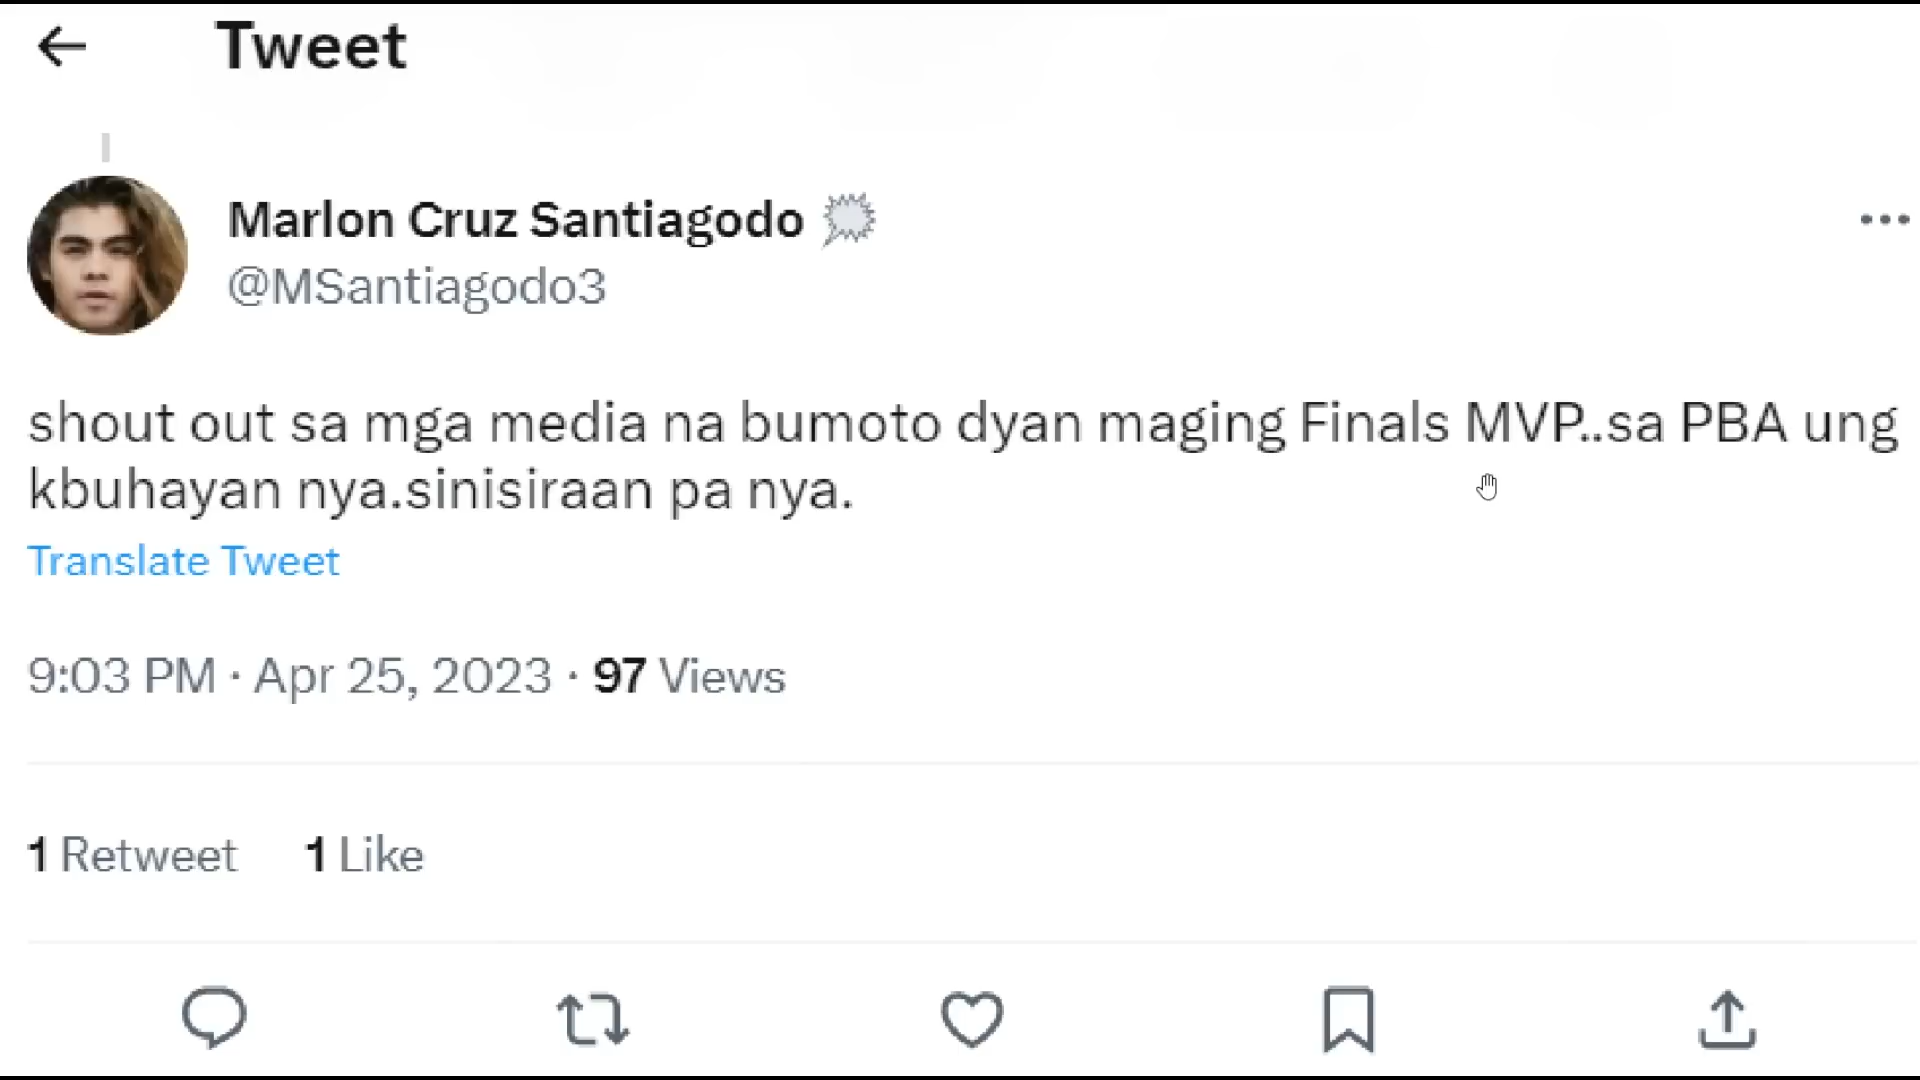 Tweet
Marlon Cruz Santiagodo
@MSantiagodo3
shout out sa mga media na bumoto dyan maging Finals MVP..sa PBA ung
kbuhayan nya.sinisiraan pa nya.
Translate Tweet
9:03 PM · Apr 25, 2023 · 97 Views
1 Retweet 1 Like